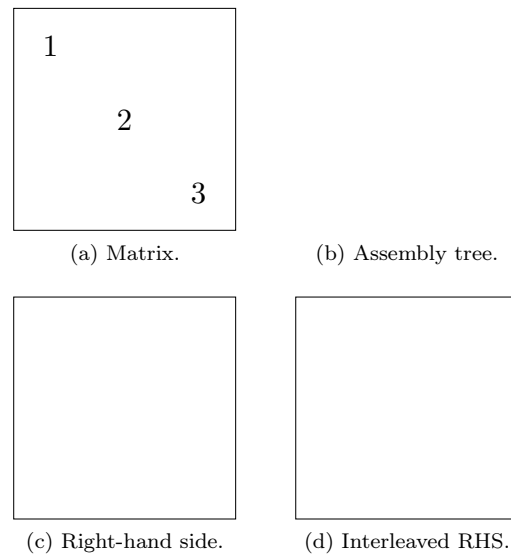 1
2
3
(a) Matrix.
(b) Assembly tree.
(c) Right-hand side.
(d) Interleaved RHS.